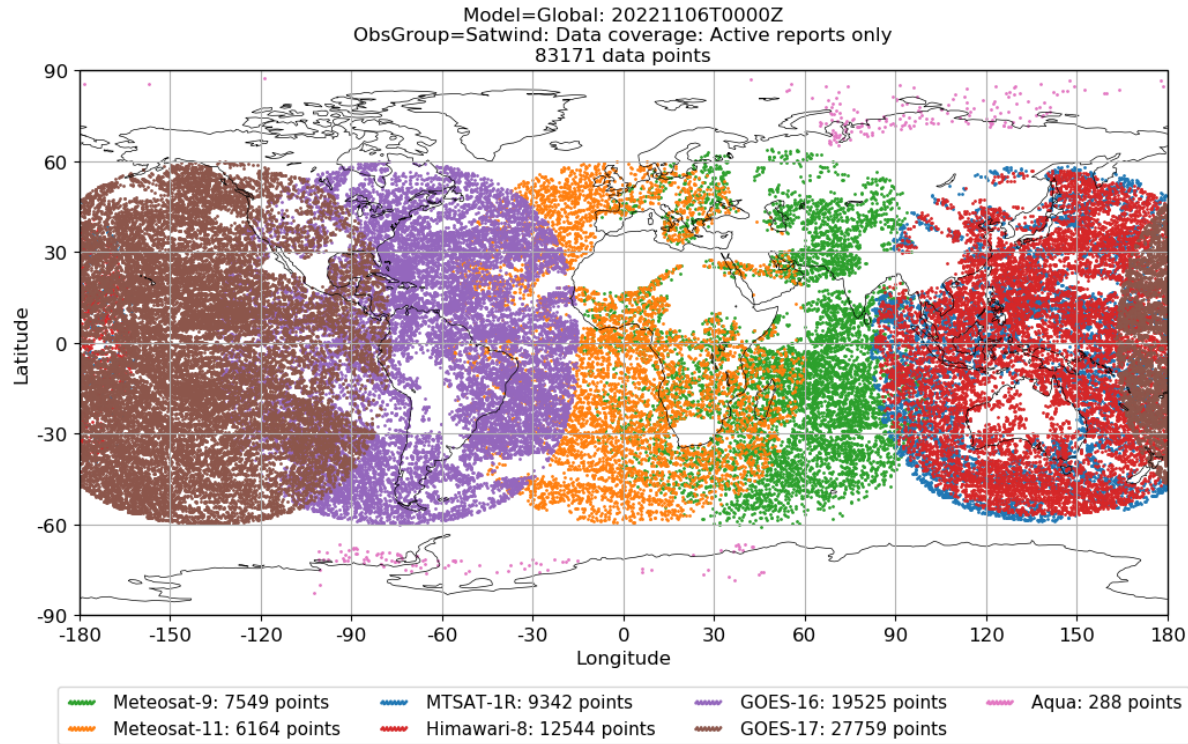 Model=Global: 20221106T0000Z
ObsGroup=Satwind: Data coverage: Active reports only
83171 data points
90
60
30
0
-30
-60
-90
Latitude
-180 -150 -120 -90 -60 -30 0 30 60 90 120 150 180
Longitude
Meteosat-9: 7549 points MTSAT-1R: 9342 points GOES-16: 19525 points Aqua: 288 points
Meteosat-11: 6164 points Himawari-8: 12544 points GOES-17: 27759 points